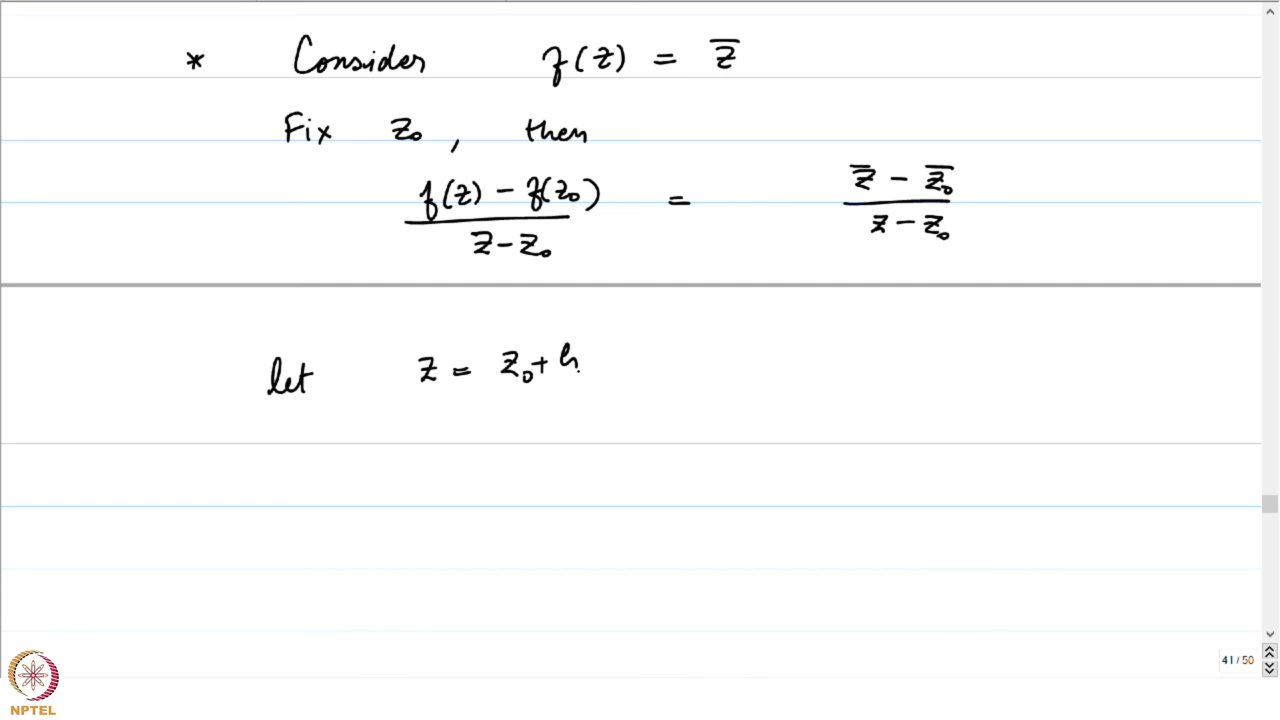 * Consider f(z) = z̅
Fix z₀, then
f(z) - f(z₀) / z - z₀ = z̅ - z̅₀ / z - z₀
let z = z₀ + h
41 / 50
NPTEL